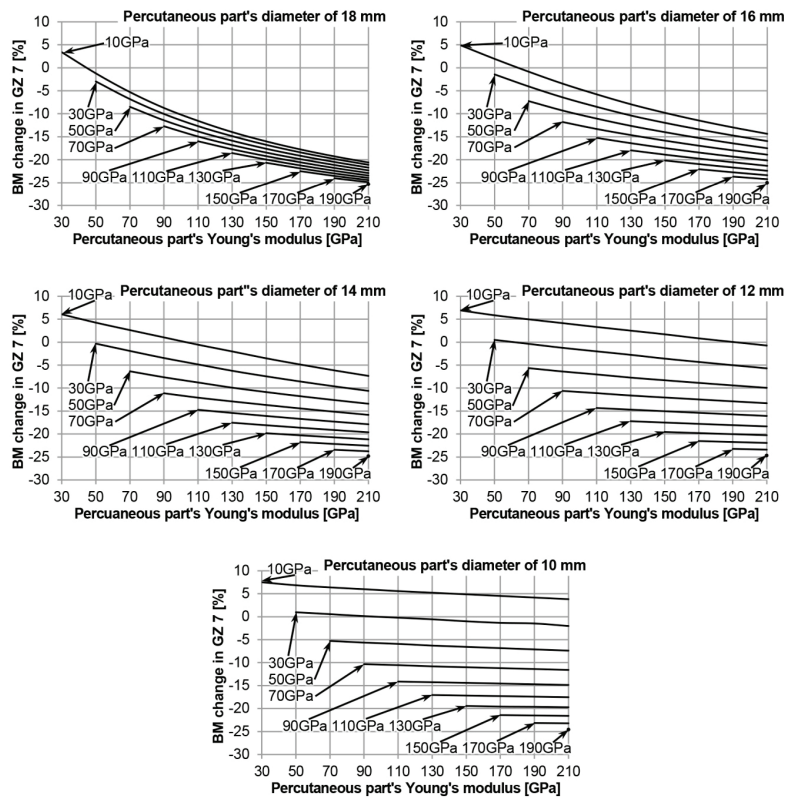 Percutaneous part's diameter of 18 mm
BM change in GZ 7 [%]
10
5
0
-5
-10
-15
-20
-25
-30
10GPa
30GPa
50GPa
70GPa
90GPa 110GPa 130GPa
150GPa 170GPa 190GPa
30 50 70 90 110 130 150 170 190 210
Percutaneous part's Young's modulus [GPa]
Percutaneous part's diameter of 16 mm
BM change in GZ 7 [%]
10
5
0
-5
-10
-15
-20
-25
-30
10GPa
30GPa
50GPa
70GPa
90GPa 110GPa 130GPa
150GPa 170GPa 190GPa
30 50 70 90 110 130 150 170 190 210
Percutaneous part's Young's modulus [GPa]
Percutaneous part"s diameter of 14 mm
BM change in GZ 7 [%]
10
5
0
-5
-10
-15
-20
-25
-30
10GPa
30GPa
50GPa
70GPa
90GPa 110GPa 130GPa
150GPa 170GPa 190GPa
30 50 70 90 110 130 150 170 190 210
Percuaneous part's Young's modulus [GPa]
Percutaneous part's diameter of 12 mm
BM change in GZ 7 [%]
10
5
0
-5
-10
-15
-20
-25
-30
10GPa
30GPa
50GPa
70GPa
90GPa 110GPa 130GPa
150GPa 170GPa 190GPa
30 50 70 90 110 130 150 170 190 210
Percutaneous part's Young's modulus [GPa]
Percutaneous part's diameter of 10 mm
BM change in GZ 7 [%]
10
5
0
-5
-10
-15
-20
-25
-30
10GPa
30GPa
50GPa
70GPa
90GPa 110GPa 130GPa
150GPa 170GPa 190GPa
30 50 70 90 110 130 150 170 190 210
Percutaneous part's Young's modulus [GPa]